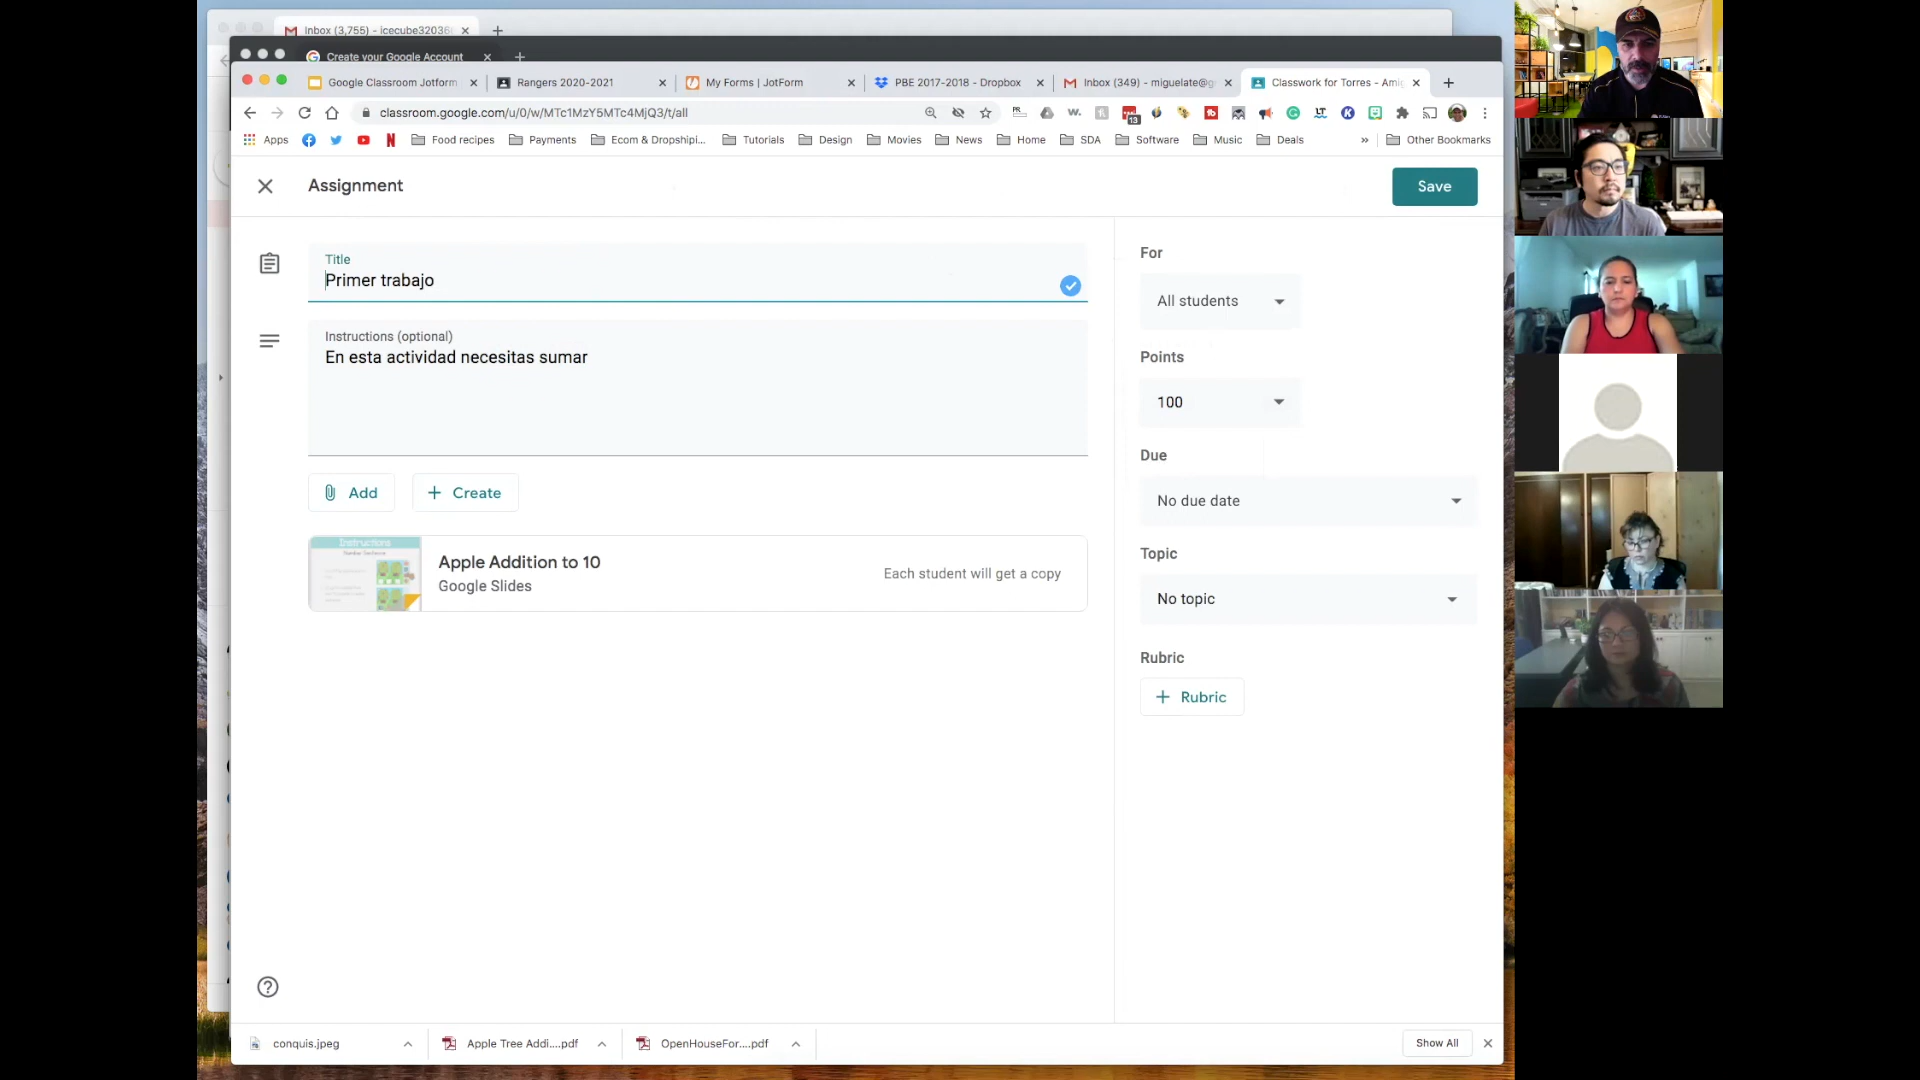 Inbox (3,755) - icecube32036
Create your Google Account
Google Classroom Jotform
Rangers 2020-2021
My Forms | JotForm
PBE 2017-2018 - Dropbox
Inbox (349) - miguelate@g
Classwork for Torres - Ami
classroom.google.com/u/0/w/MTc1MzY5MTc4MjQ3/t/all
13
Apps
Food recipes
Payments
Ecom & Dropshipi...
Tutorials
Design
Movies
News
Home
SDA
Software
Music
Deals
»
Other Bookmarks
Assignment
Save
Title
Primer trabajo
Instructions (optional)
En esta actividad necesitas sumar
Add
Create
Instructions
Apple Addition to 10
Google Slides
Each student will get a copy
For
All students
Points
100
Due
No due date
Topic
No topic
Rubric
Rubric
conquis.jpeg
Apple Tree Addi....pdf
OpenHouseFor....pdf
Show All